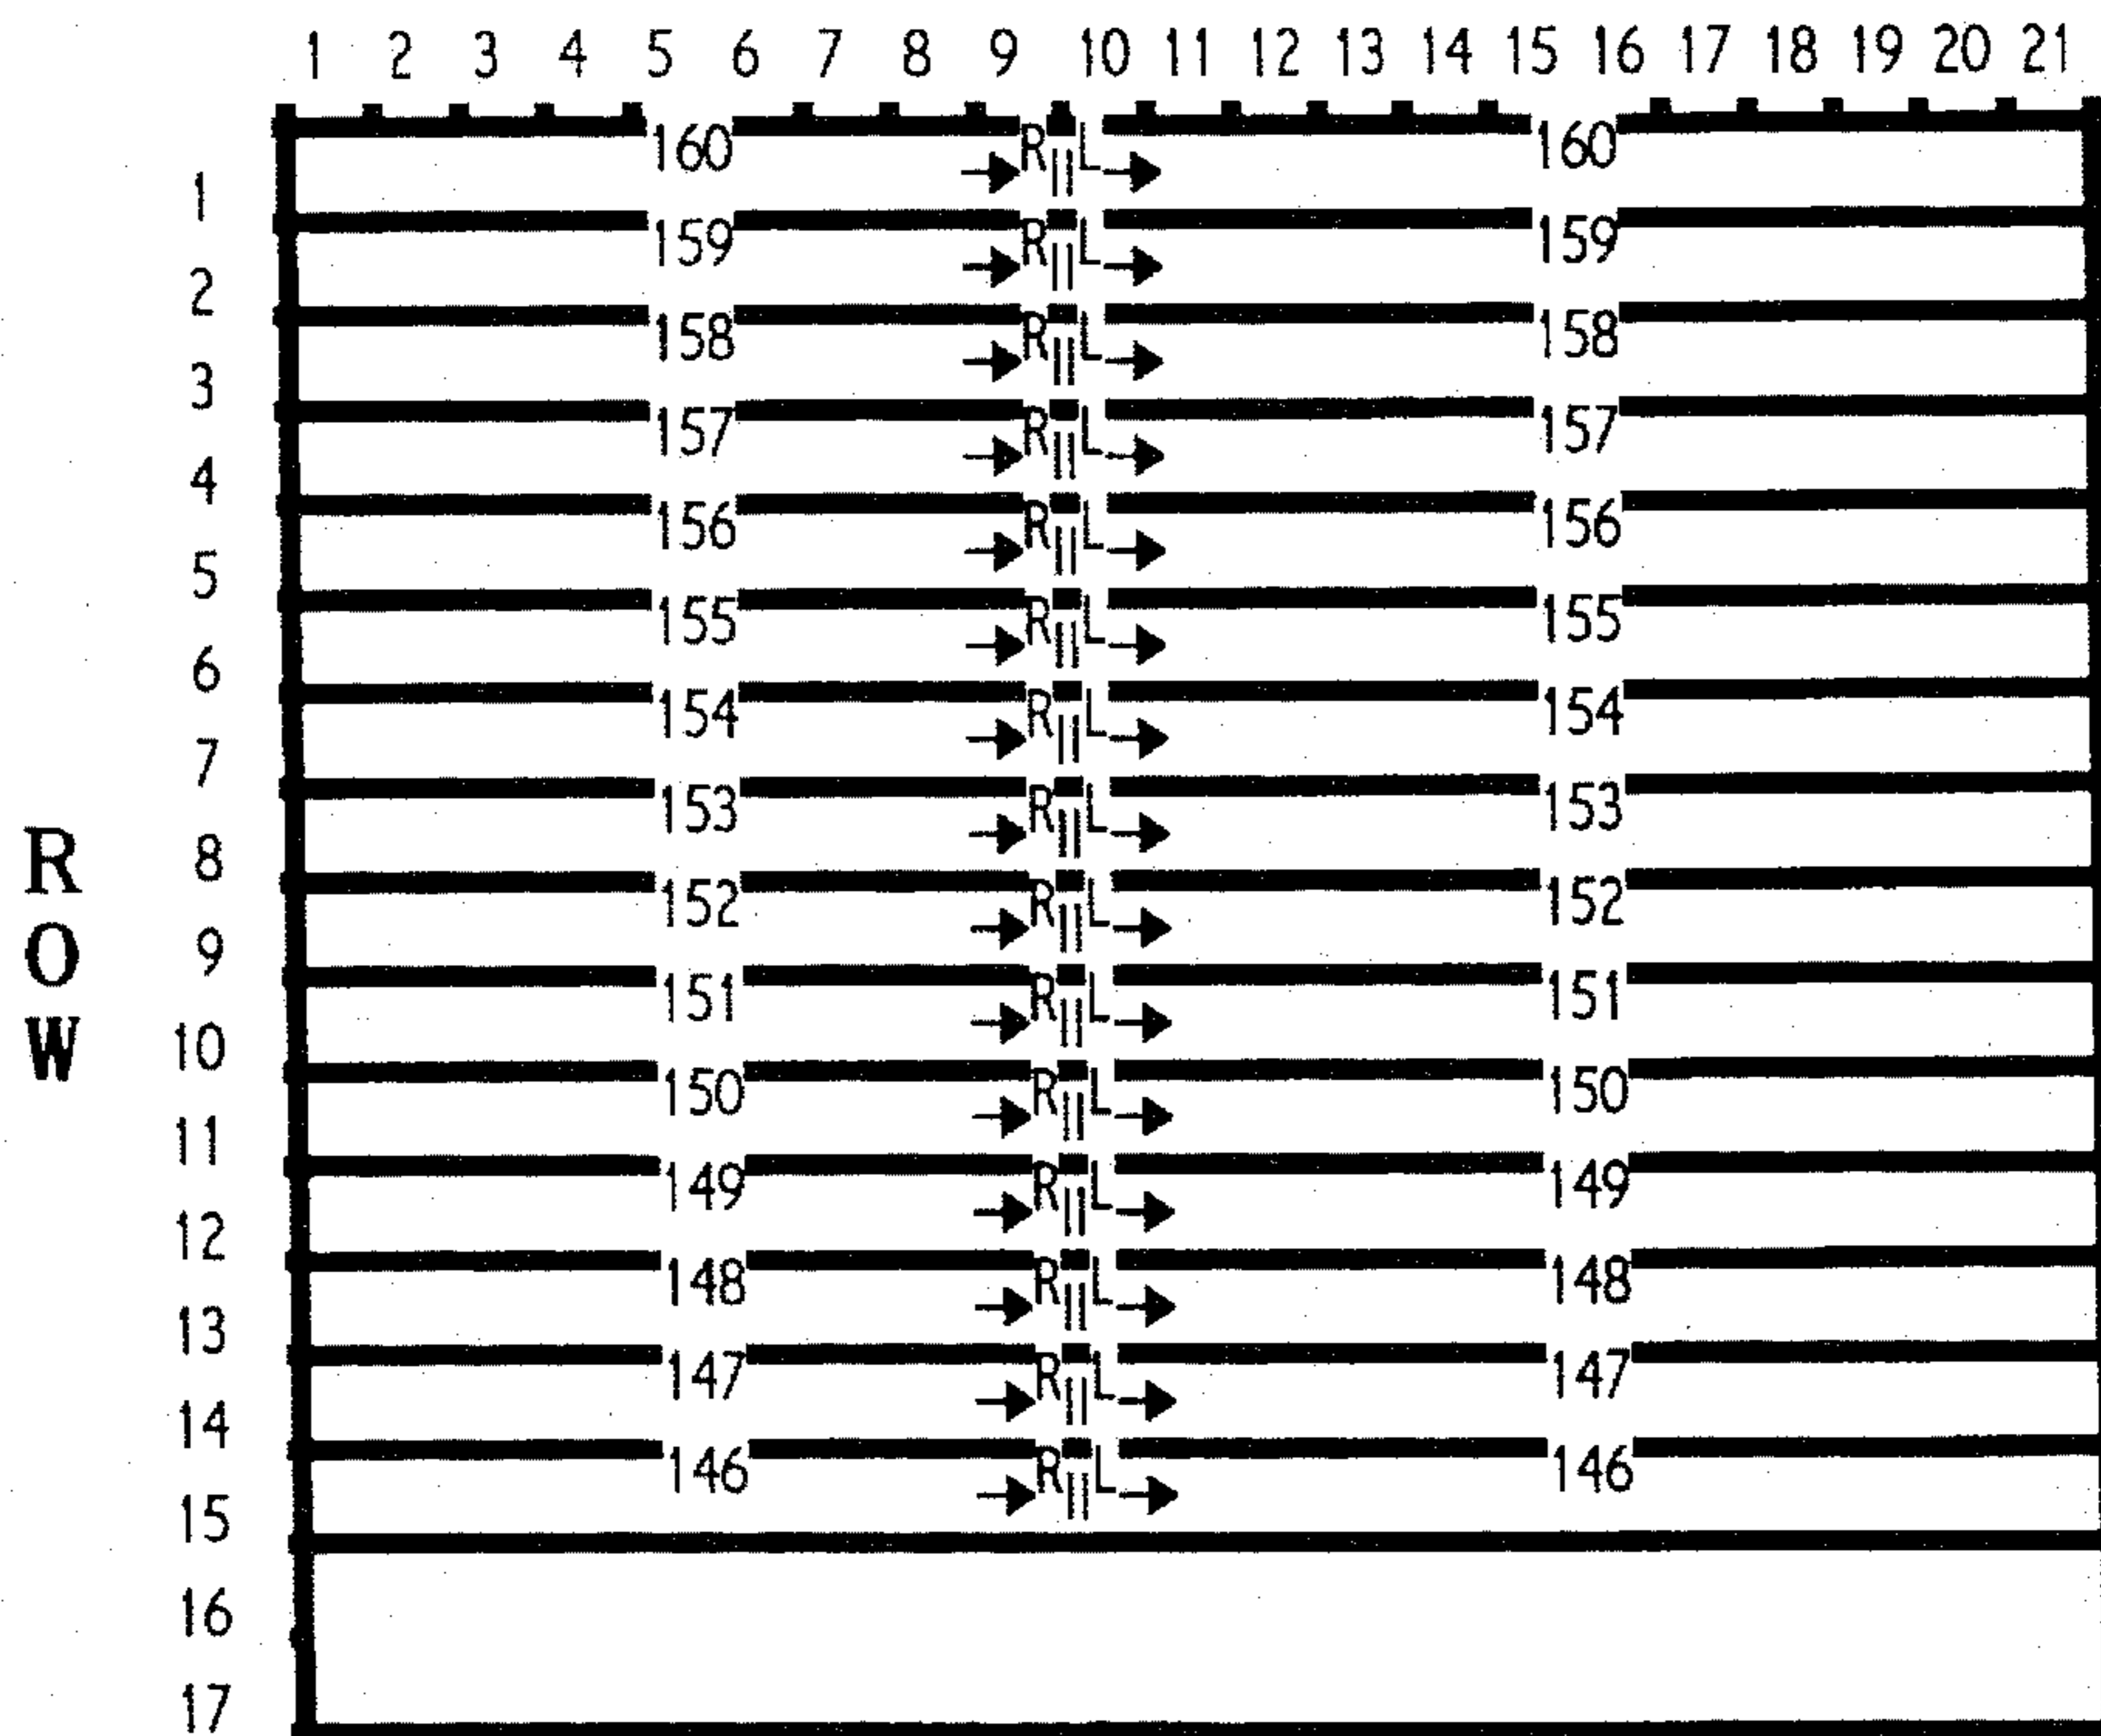 1 2 3 4 5 6 7 8 9 10 11 12 13 14 15 16 17 18 19 20 21
160 R L 160
1
159 R L 159
2
158 R L 158
3
157 R L 157
4
156 R L 156
5
155 R L 155
6
154 R L 154
7
153 R L 153
8
152 R L 152
9
151 R L 151
10
150 R L 150
11
149 R L 149
12
148 R L 148
13
147 R L 147
14
146 R L 146
15
16
17
ROW